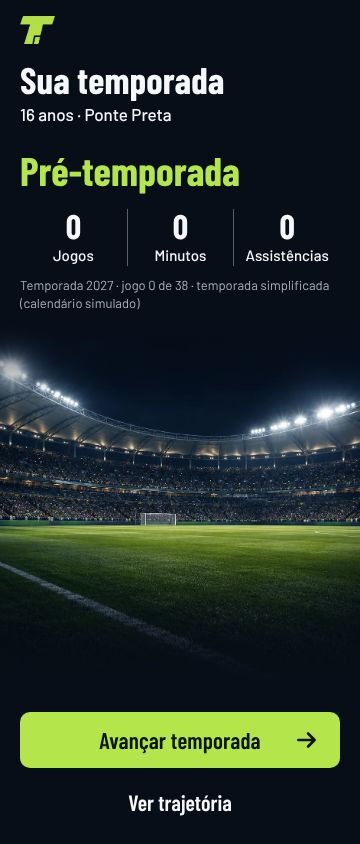 Sua temporada
16 anos · Ponte Preta
Pré-temporada
0
Jogos
0
Minutos
0
Assistências
Temporada 2027 · jogo 0 de 38 · temporada simplificada
(calendário simulado)
Avançar temporada →
Ver trajetória